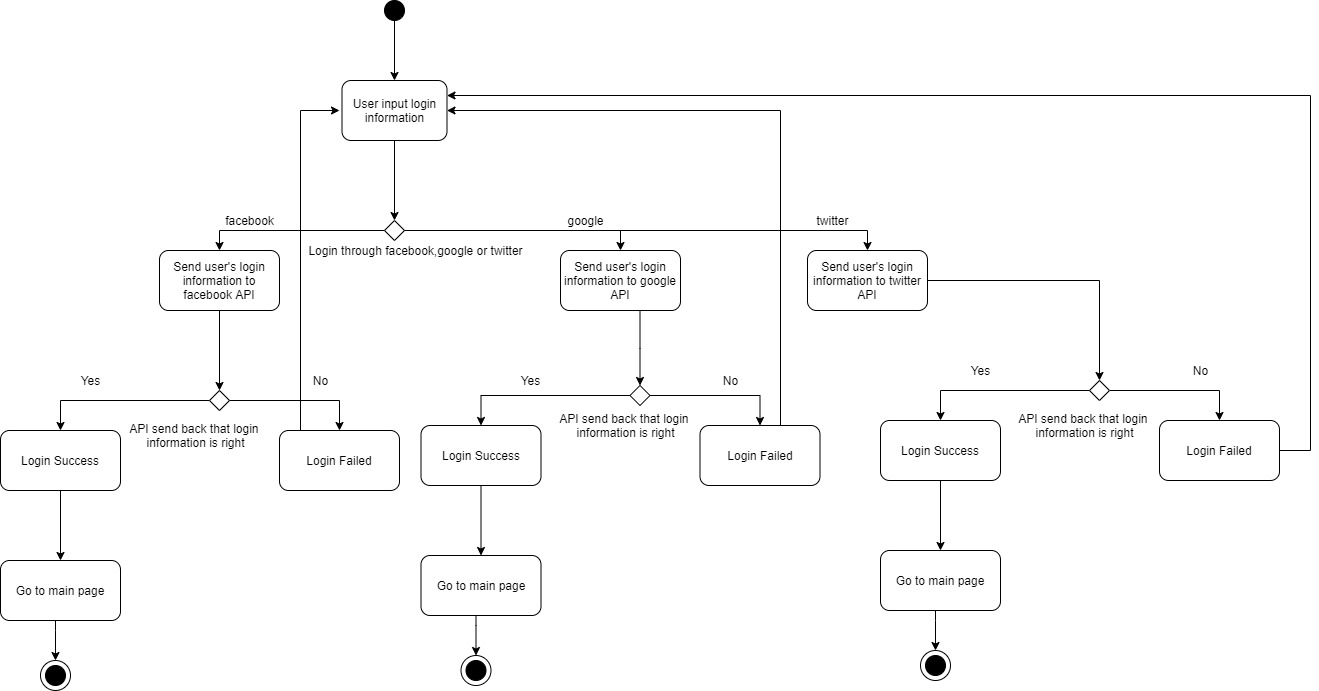 User input login
information
facebook
google
twitter
Login through facebook,google or twitter
Send user's login
information to
facebook API
Send user's login
information to google
API
Send user's login
information to twitter
API
Yes
No
API send back that login
information is right
Login Success
Login Failed
Yes
No
API send back that login
information is right
Login Success
Login Failed
Yes
No
API send back that login
information is right
Login Success
Login Failed
Go to main page
Go to main page
Go to main page